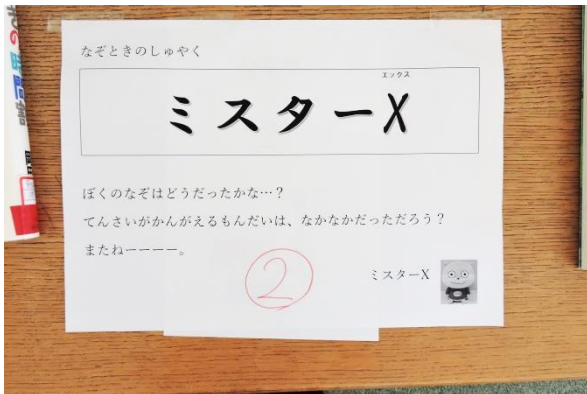 なぞときのしゅやく
エックス
ミスターX
ぼくのなぞはどうだったかな…?
てんさいがかんがえるもんだいは、なかなかだっただろう?
またねーーーー。
②
ミスターX